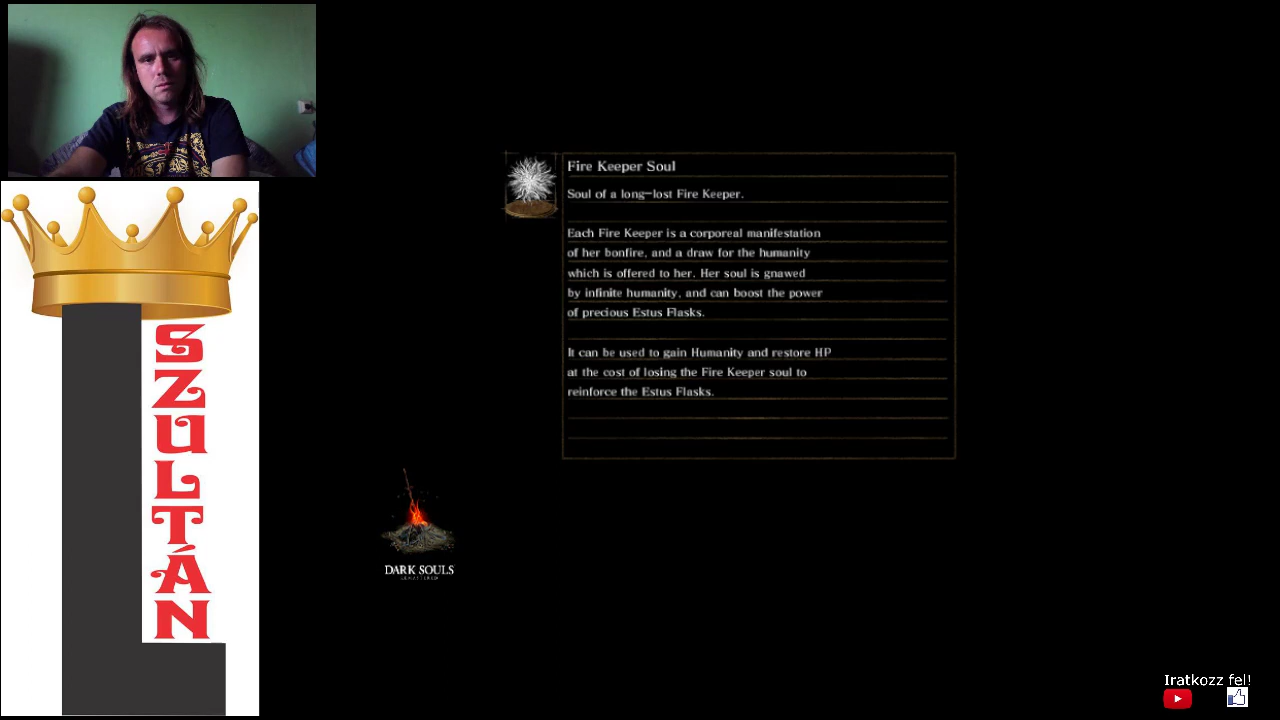 SZULTÁN
Fire Keeper Soul
Soul of a long-lost Fire Keeper.
Each Fire Keeper is a corporeal manifestation
of her bonfire, and a draw for the humanity
which is offered to her. Her soul is gnawed
by infinite humanity, and can boost the power
of precious Estus Flasks.
It can be used to gain Humanity and restore HP
at the cost of losing the Fire Keeper soul to
reinforce the Estus Flasks.
DARK SOULS
REMASTERED
Iratkozz fel!